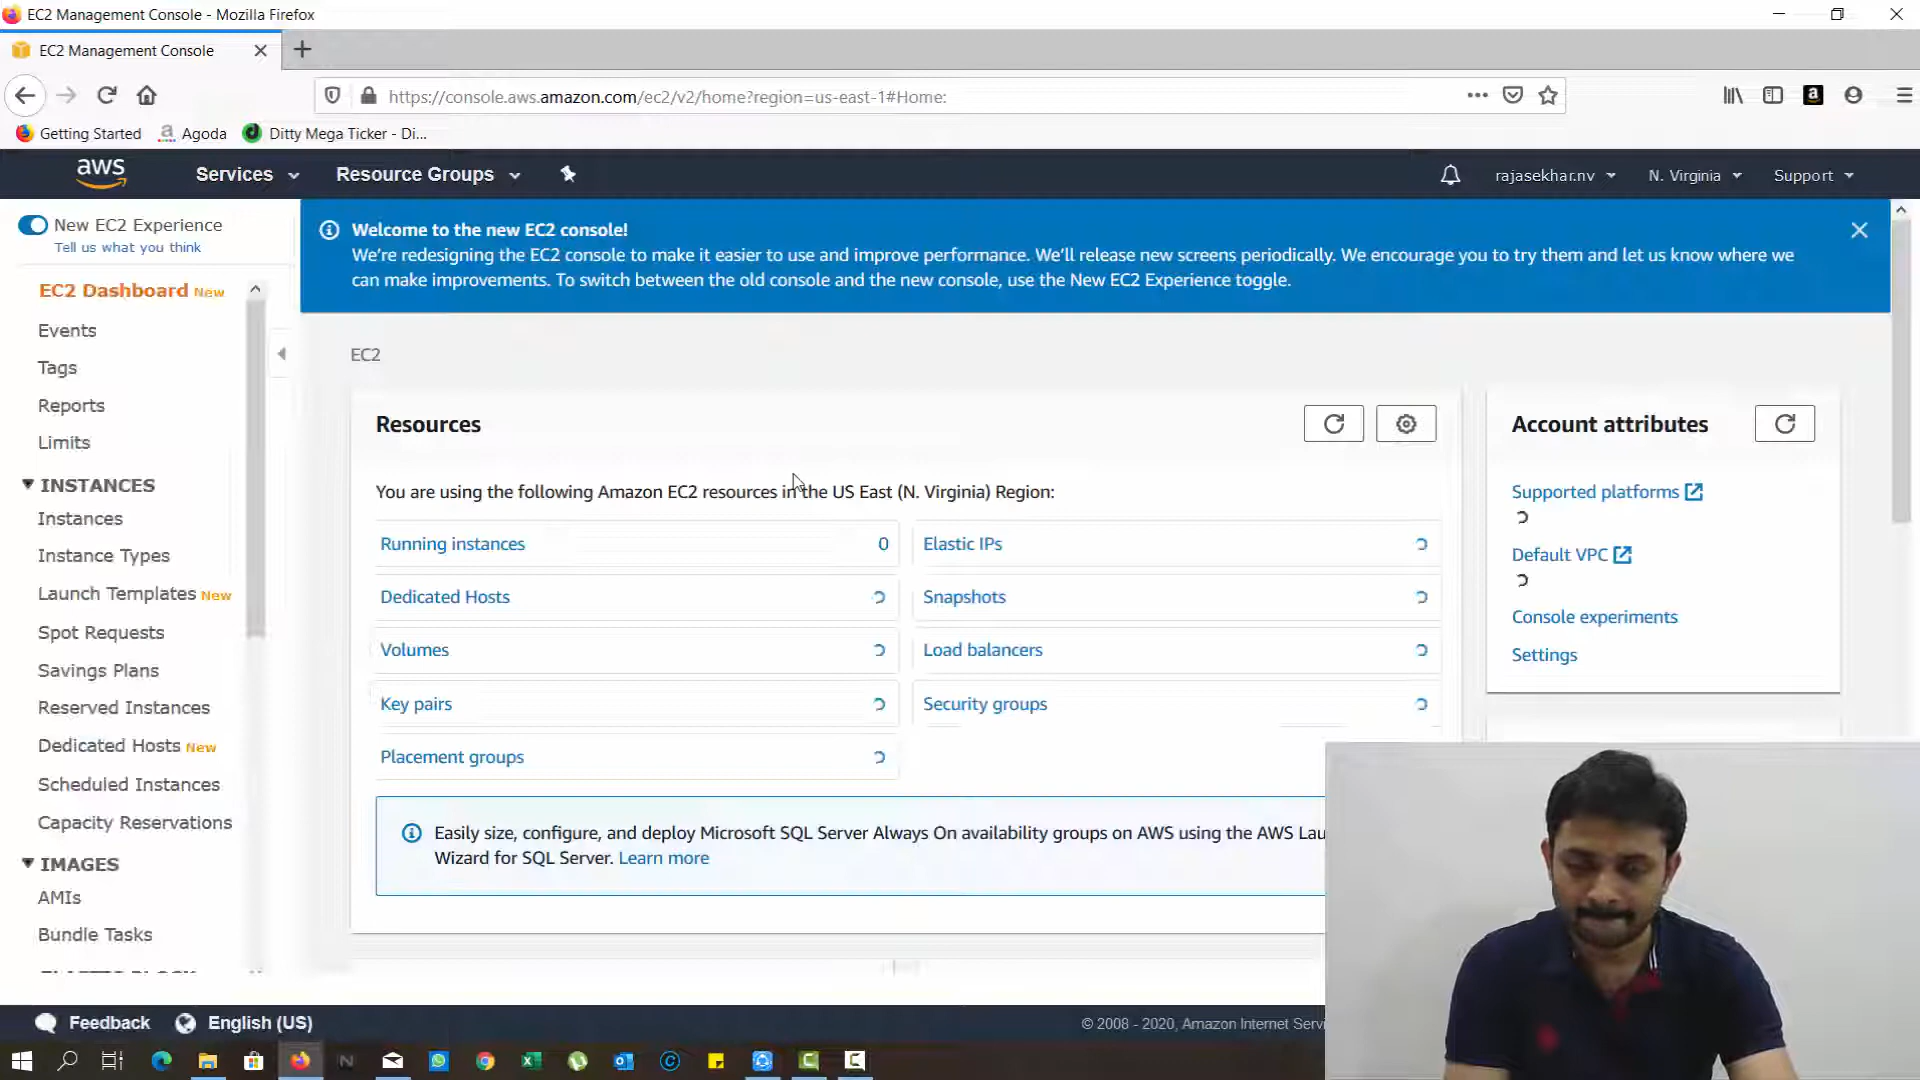 EC2 Management Console - Mozilla Firefox
EC2 Management Console
https://console.aws.amazon.com/ec2/v2/home?region=us-east-1#Home:
Getting Started
Agoda
Ditty Mega Ticker - Di...
aws
Services
Resource Groups
rajasekhar.nv
N. Virginia
Support
New EC2 Experience
Tell us what you think
Welcome to the new EC2 console!
We're redesigning the EC2 console to make it easier to use and improve performance. We'll release new screens periodically. We encourage you to try them and let us know where we
can make improvements. To switch between the old console and the new console, use the New EC2 Experience toggle.
EC2 Dashboard New
Events
Tags
Reports
Limits
INSTANCES
Instances
Instance Types
Launch Templates New
Spot Requests
Savings Plans
Reserved Instances
Dedicated Hosts New
Scheduled Instances
Capacity Reservations
IMAGES
AMIs
Bundle Tasks
EC2
Resources
You are using the following Amazon EC2 resources in the US East (N. Virginia) Region:
Running instances 0
Elastic IPs
Dedicated Hosts
Snapshots
Volumes
Load balancers
Key pairs
Security groups
Placement groups
Easily size, configure, and deploy Microsoft SQL Server Always On availability groups on AWS using the AWS Lau
Wizard for SQL Server. Learn more
Account attributes
Supported platforms
Default VPC
Console experiments
Settings
Feedback
English (US)
© 2008 - 2020, Amazon Internet Servi